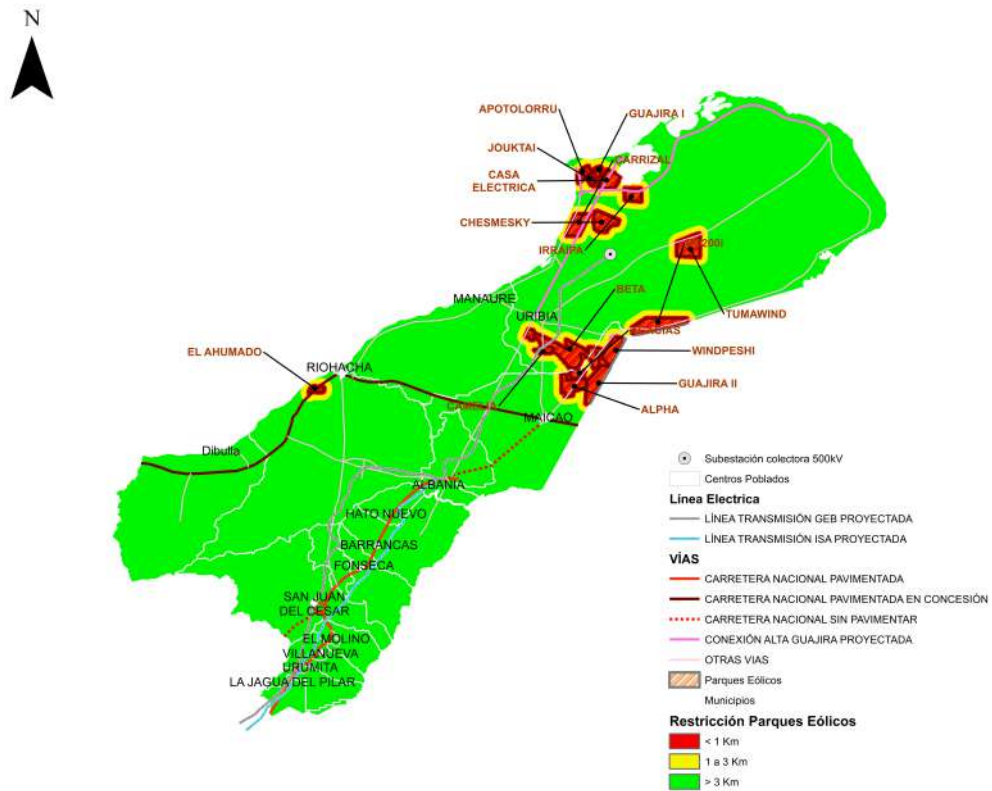 N
APOTOLORRU
GUAJIRA I
JOUKTAI
CARRIZAL
CASA
ELECTRICA
CHESMESKY
IRRAIPA
200i
BETA
MANAURE
URIBIA
TUMAWIND
WINDPESHI
EL AHUMADO
RIOHACHA
GUAJIRA II
CAMELIA
ALPHA
MAICAO
Dibulla
ALBANIA
HATO NUEVO
BARRANCAS
FONSECA
SAN JUAN
DEL CESAR
EL MOLINO
VILLANUEVA
URUMITA
LA JAGUA DEL PILAR
Subestación colectora 500kV
Centros Poblados
Línea Electrica
LÍNEA TRANSMISIÓN GEB PROYECTADA
LÍNEA TRANSMISIÓN ISA PROYECTADA
VÍAS
CARRETERA NACIONAL PAVIMENTADA
CARRETERA NACIONAL PAVIMENTADA EN CONCESIÓN
CARRETERA NACIONAL SIN PAVIMENTAR
CONEXIÓN ALTA GUAJIRA PROYECTADA
OTRAS VIAS
Parques Eólicos
Municipios
Restricción Parques Eólicos
< 1 Km
1 a 3 Km
> 3 Km